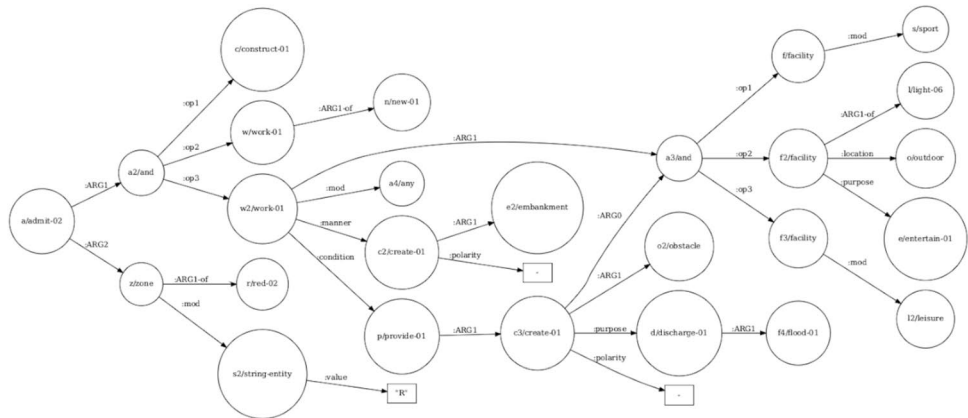 a/admit-02
:ARG1
a2/and
:op1
c/construct-01
:op2
w/work-01
:ARG1-of
n/new-01
:op3
w2/work-01
:ARG1
a3/and
:op1
f/facility
:mod
s/sport
:op2
f2/facility
:ARG1-of
l/light-06
:location
o/outdoor
:purpose
e/entertain-01
:op3
f3/facility
:mod
l2/leisure
:mod
a4/any
:manner
c2/create-01
:ARG1
e2/embankment
:polarity
-
:condition
p/provide-01
:ARG1
c3/create-01
:ARG0
:ARG1
o2/obstacle
:purpose
d/discharge-01
:ARG1
f4/flood-01
:polarity
-
:ARG2
z/zone
:ARG1-of
r/red-02
:mod
s2/string-entity
:value
"R"